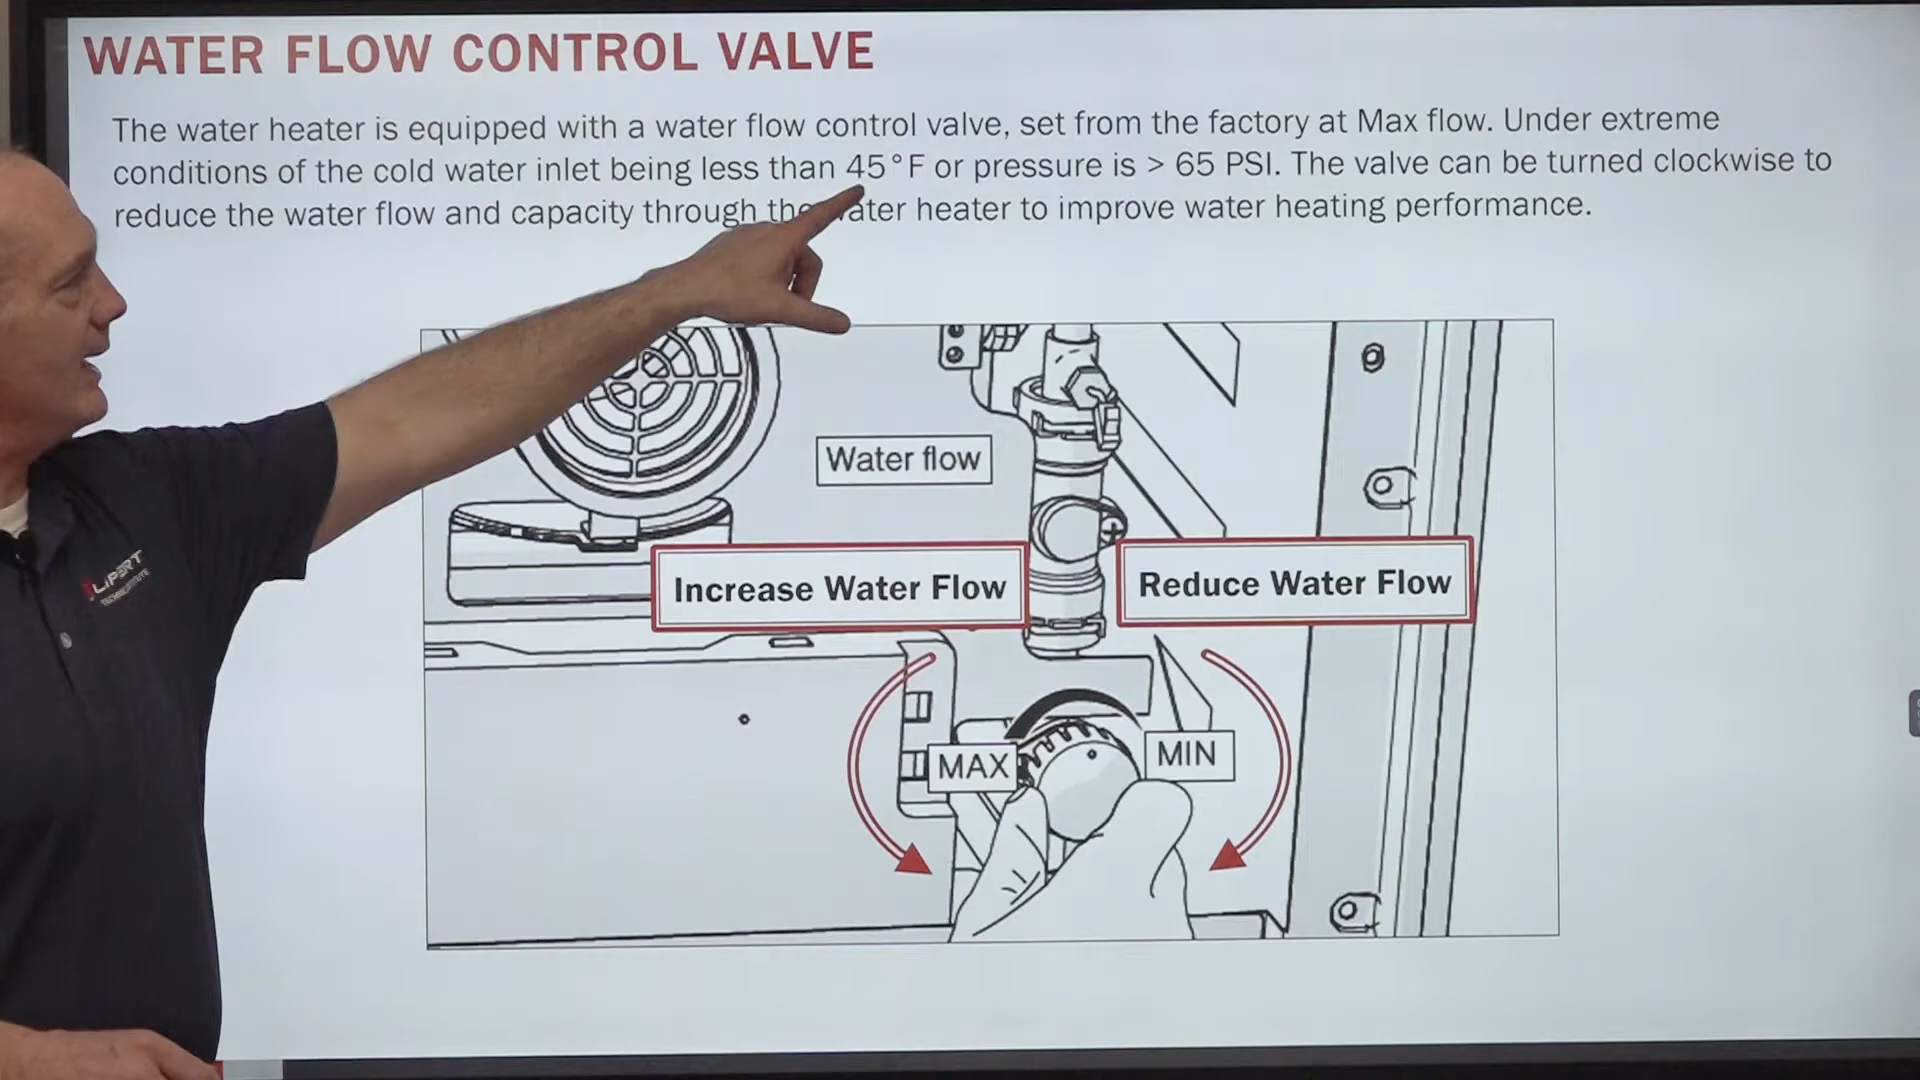 WATER FLOW CONTROL VALVE
The water heater is equipped with a water flow control valve, set from the factory at Max flow. Under extreme
conditions of the cold water inlet being less than 45°F or pressure is > 65 PSI. The valve can be turned clockwise to
reduce the water flow and capacity through the water heater to improve water heating performance.
Water flow
Increase Water Flow
Reduce Water Flow
MAX
MIN
LIPPERT